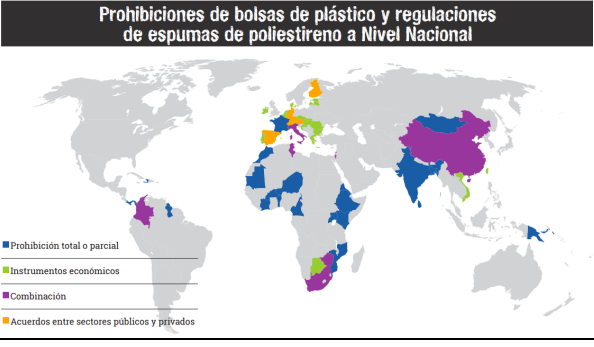 Prohibiciones de bolsas de plástico y regulaciones
de espumas de poliestireno a Nivel Nacional
Prohibición total o parcial
Instrumentos económicos
Combinación
Acuerdos entre sectores públicos y privados